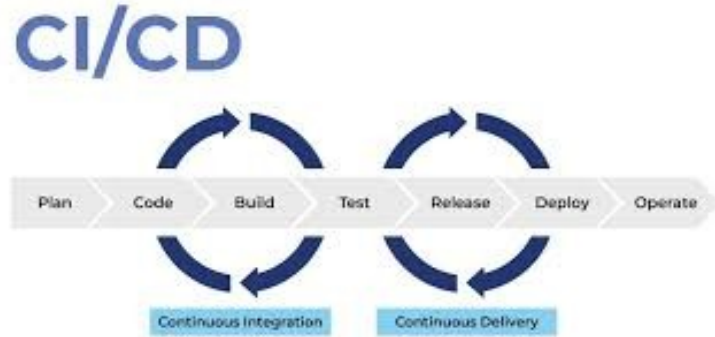 CI/CD
Plan Code Build Test Release Deploy Operate
Continuous Integration Continuous Delivery